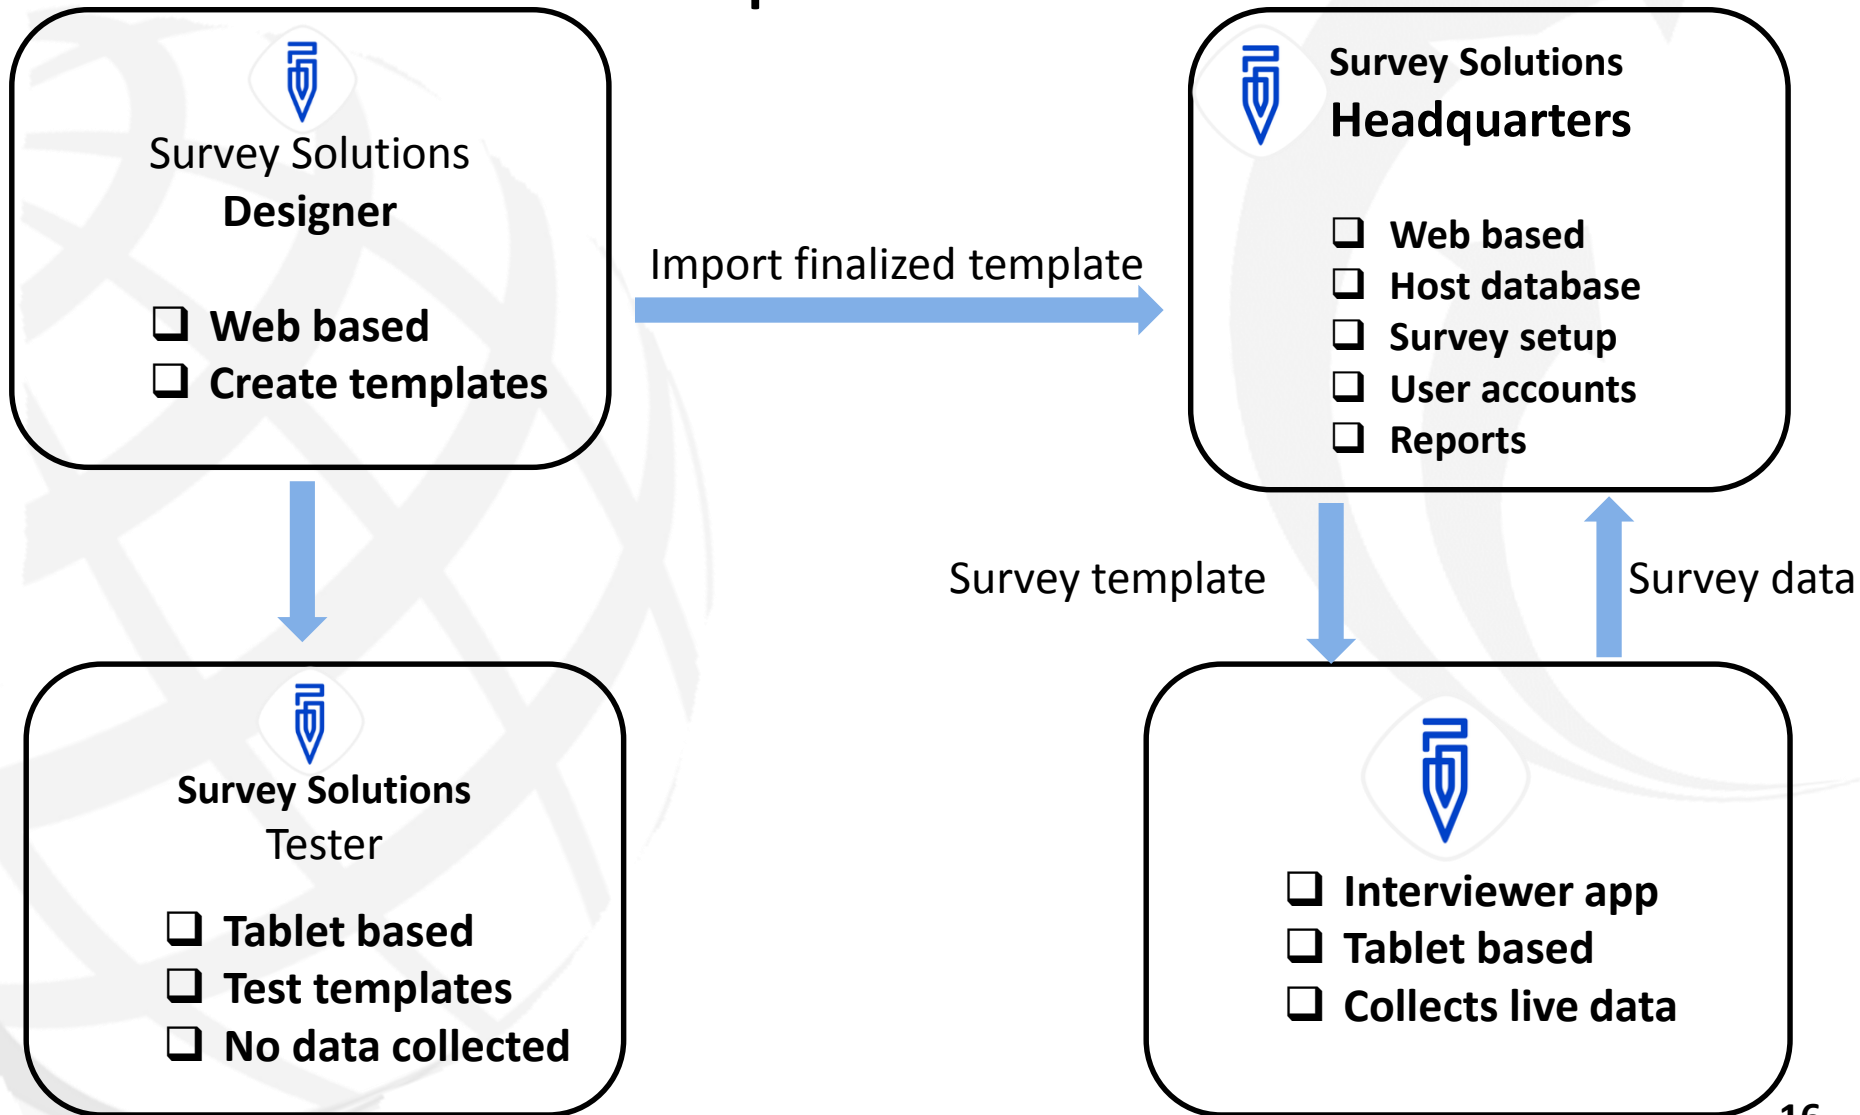 Survey Solutions
Designer
❑ Web based
❑ Create templates
Import finalized template
Survey Solutions
Headquarters
❑ Web based
❑ Host database
❑ Survey setup
❑ User accounts
❑ Reports
Survey template
Survey data
Survey Solutions
Tester
❑ Tablet based
❑ Test templates
❑ No data collected
❑ Interviewer app
❑ Tablet based
❑ Collects live data
16